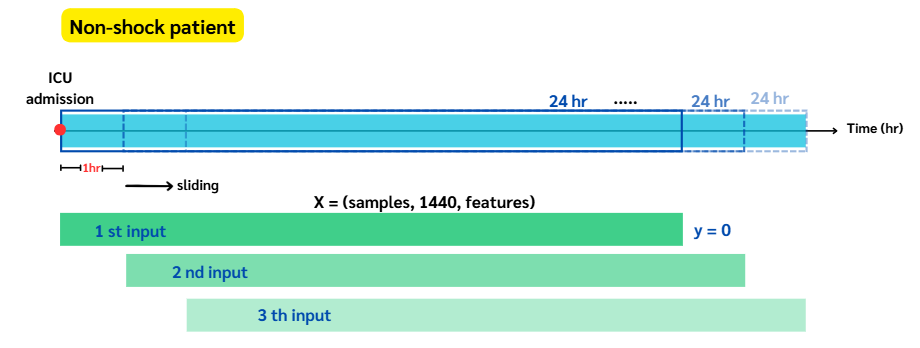 Non-shock patient
ICU
admission
24 hr
.....
24 hr
24 hr
Time (hr)
1hr
sliding
X = (samples, 1440, features)
1 st input
y = 0
2 nd input
3 th input